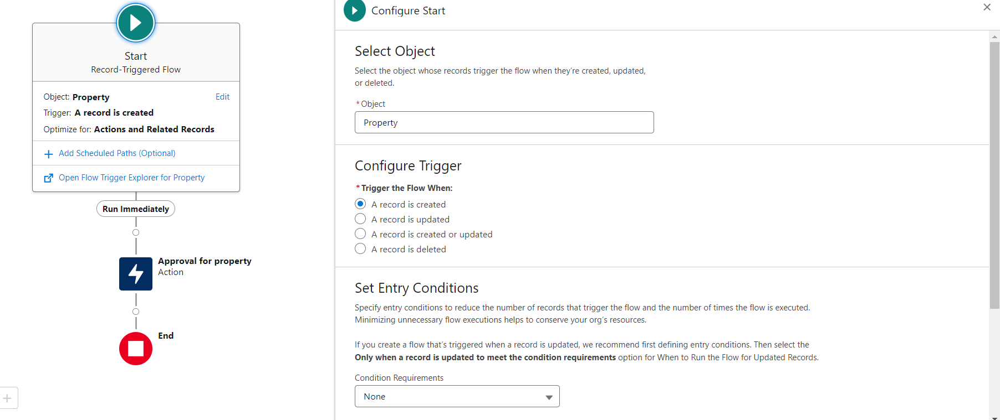 Start
Record-Triggered Flow
Object: Property Edit
Trigger: A record is created
Optimize for: Actions and Related Records
Add Scheduled Paths (Optional)
Open Flow Trigger Explorer for Property
Run Immediately
Approval for property
Action
End
Configure Start
Select Object
Select the object whose records trigger the flow when they're created, updated,
or deleted.
*Object
Property
Configure Trigger
*Trigger the Flow When:
A record is created
A record is updated
A record is created or updated
A record is deleted
Set Entry Conditions
Specify entry conditions to reduce the number of records that trigger the flow and the number of times the flow is executed.
Minimizing unnecessary flow executions helps to conserve your org's resources.
If you create a flow that's triggered when a record is updated, we recommend first defining entry conditions. Then select the
Only when a record is updated to meet the condition requirements option for When to Run the Flow for Updated Records.
Condition Requirements
None